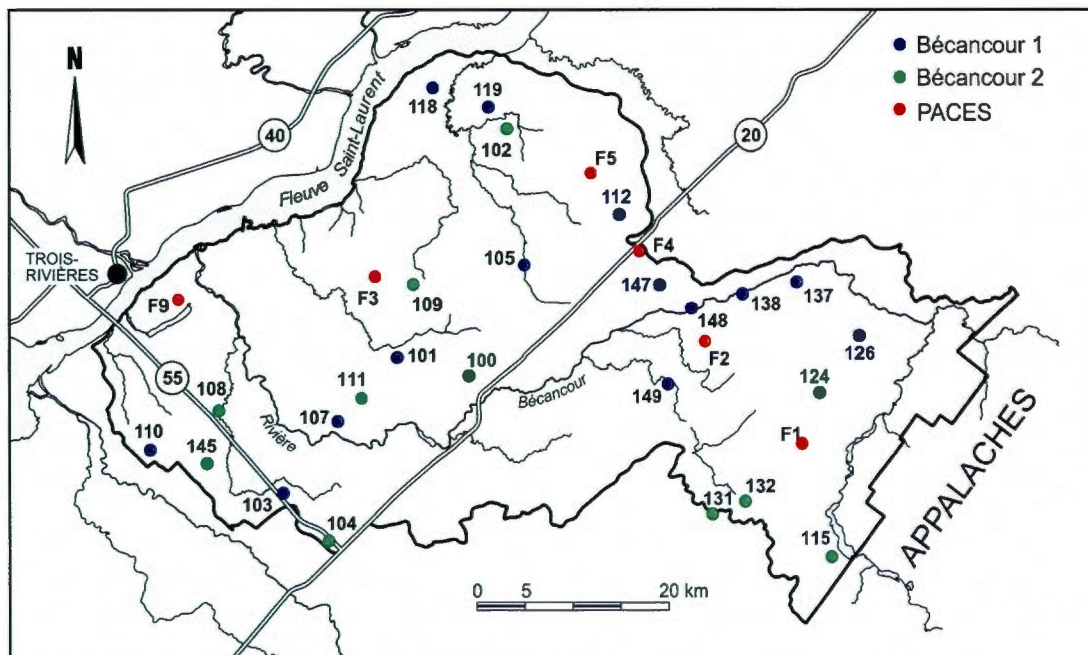 N
40
20
55
Fleuve Saint-Laurent
TROIS-
RIVIÈRES
Bécancour 1
Bécancour 2
PACES
118
119
102
F5
112
F4
105
F3
109
F9
147
148
138
137
F2
126
101
100
124
Bécancour
149
111
108
107
Rivière
F1
110
145
103
104
131
132
115
APPALACHES
0 5 20 km